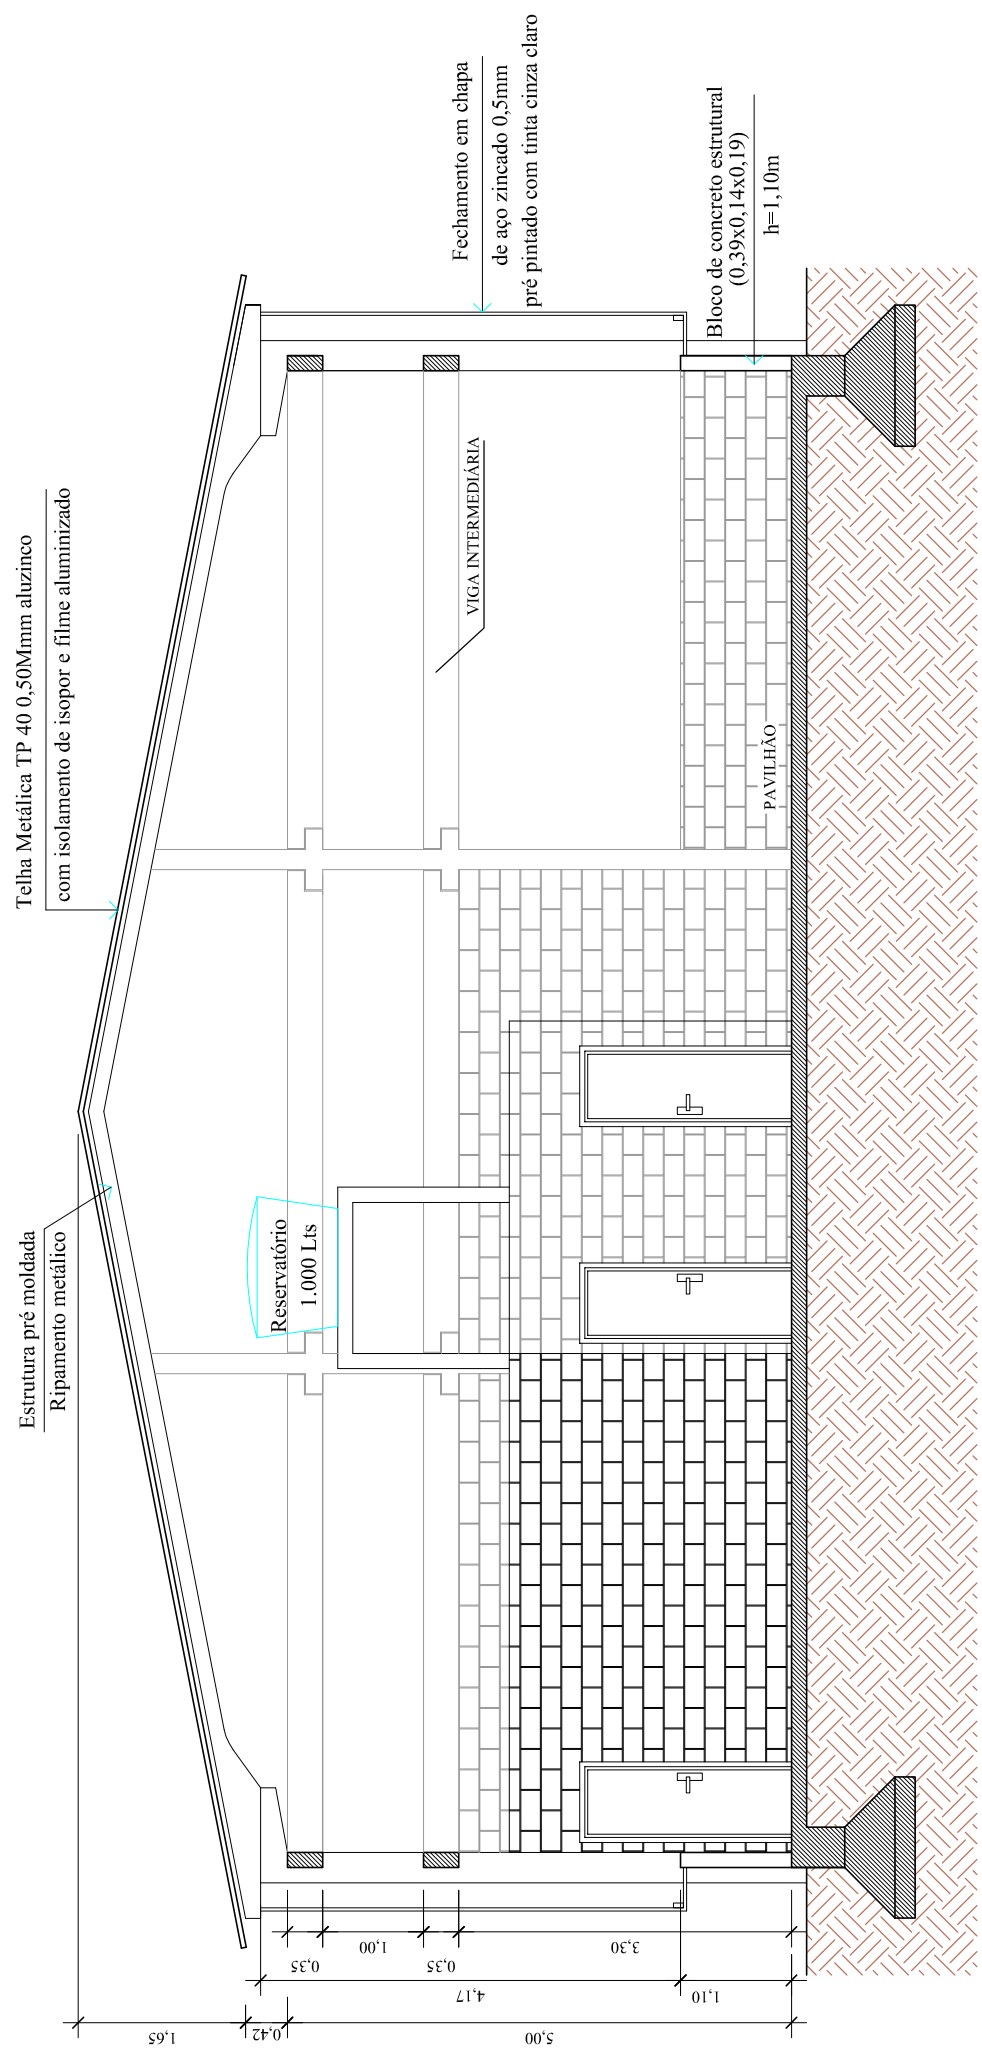 Telha Metálica TP 40 0,50Mmm aluzinco
com isolamento de isopor e filme aluminizado
Estrutura pré moldada
Ripamento metálico
Fechamento em chapa
de aço zincado 0,5mm
pré pintado com tinta cinza claro
Bloco de concreto estrutural
(0,39x0,14x0,19)
h=1,10m
VIGA INTERMEDIÁRIA
PAVILHÃO
Reservatório
1.000 Lts
0,35
1,00
0,35
3,30
4,17
1,10
1,65
0,42
5,00